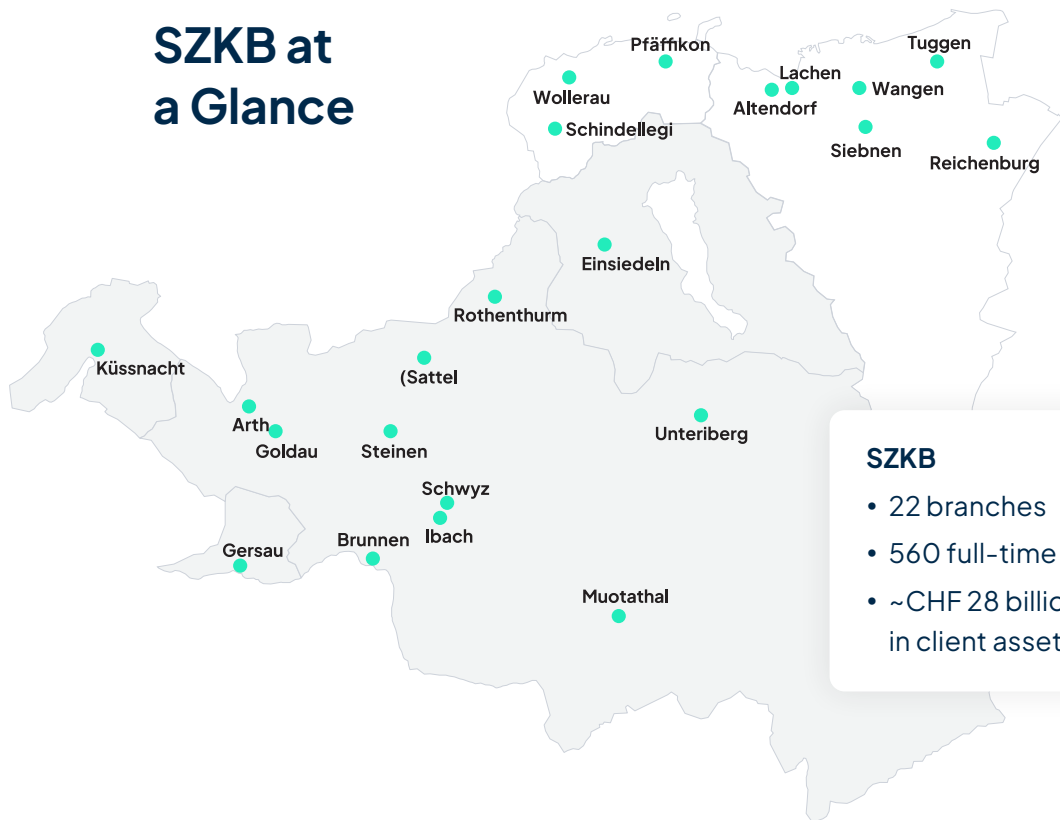 SZKB at
a Glance
Pfäffikon
Tuggen
Lachen
Wollerau
Altendorf
Wangen
Schindellegi
Siebnen
Reichenburg
Einsiedeln
Rothenthurm
Küssnacht
(Sattel
Arth
Goldau
Steinen
Unteriberg
Schwyz
Ibach
Brunnen
Gersau
Muotathal
SZKB
• 22 branches
• 560 full-time
• ~CHF 28 billio
in client asset